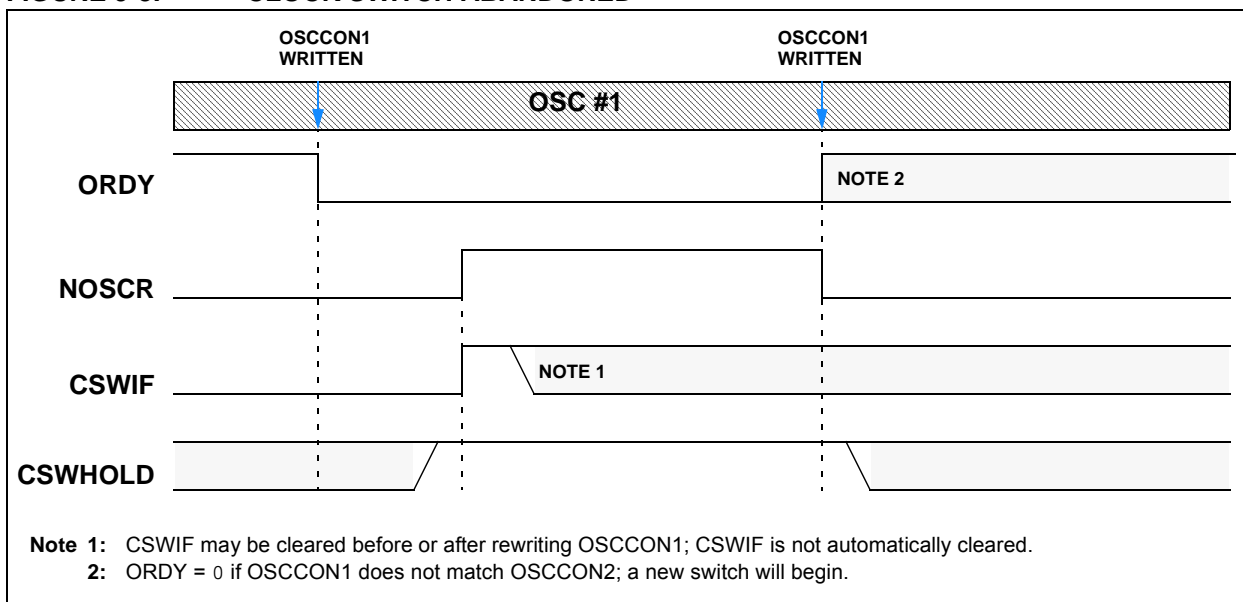 OSCCON1
WRITTEN
OSCCON1
WRITTEN
OSC #1
ORDY
NOTE 2
NOSCR
CSWIF
NOTE 1
CSWHOLD
Note 1: CSWIF may be cleared before or after rewriting OSCCON1; CSWIF is not automatically cleared.
2: ORDY = 0 if OSCCON1 does not match OSCCON2; a new switch will begin.